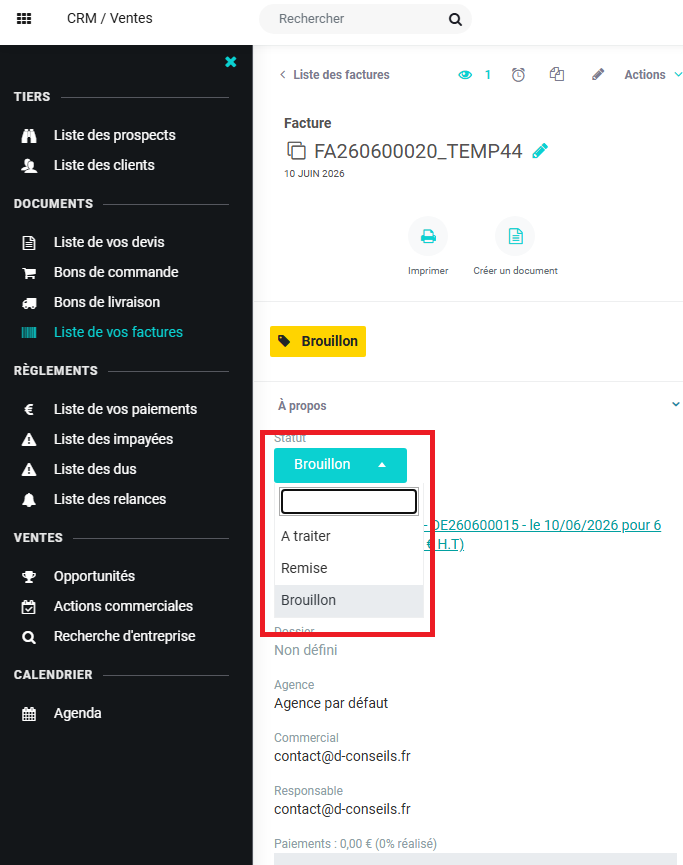 CRM / Ventes
Rechercher
TIERS
Liste des prospects
Liste des clients
DOCUMENTS
Liste de vos devis
Bons de commande
Bons de livraison
Liste de vos factures
RÈGLEMENTS
Liste de vos paiements
Liste des impayées
Liste des dus
Liste des relances
VENTES
Opportunités
Actions commerciales
Recherche d'entreprise
CALENDRIER
Agenda
Liste des factures
1
Actions
Facture
FA260600020_TEMP44
10 JUIN 2026
Imprimer
Créer un document
Brouillon
À propos
Statut
Brouillon
A traiter
Remise
Brouillon
- DE260600015 - le 10/06/2026 pour 6
€ H.T)
Dossier
Non défini
Agence
Agence par défaut
Commercial
contact@d-conseils.fr
Responsable
contact@d-conseils.fr
Paiements : 0,00 € (0% réalisé)